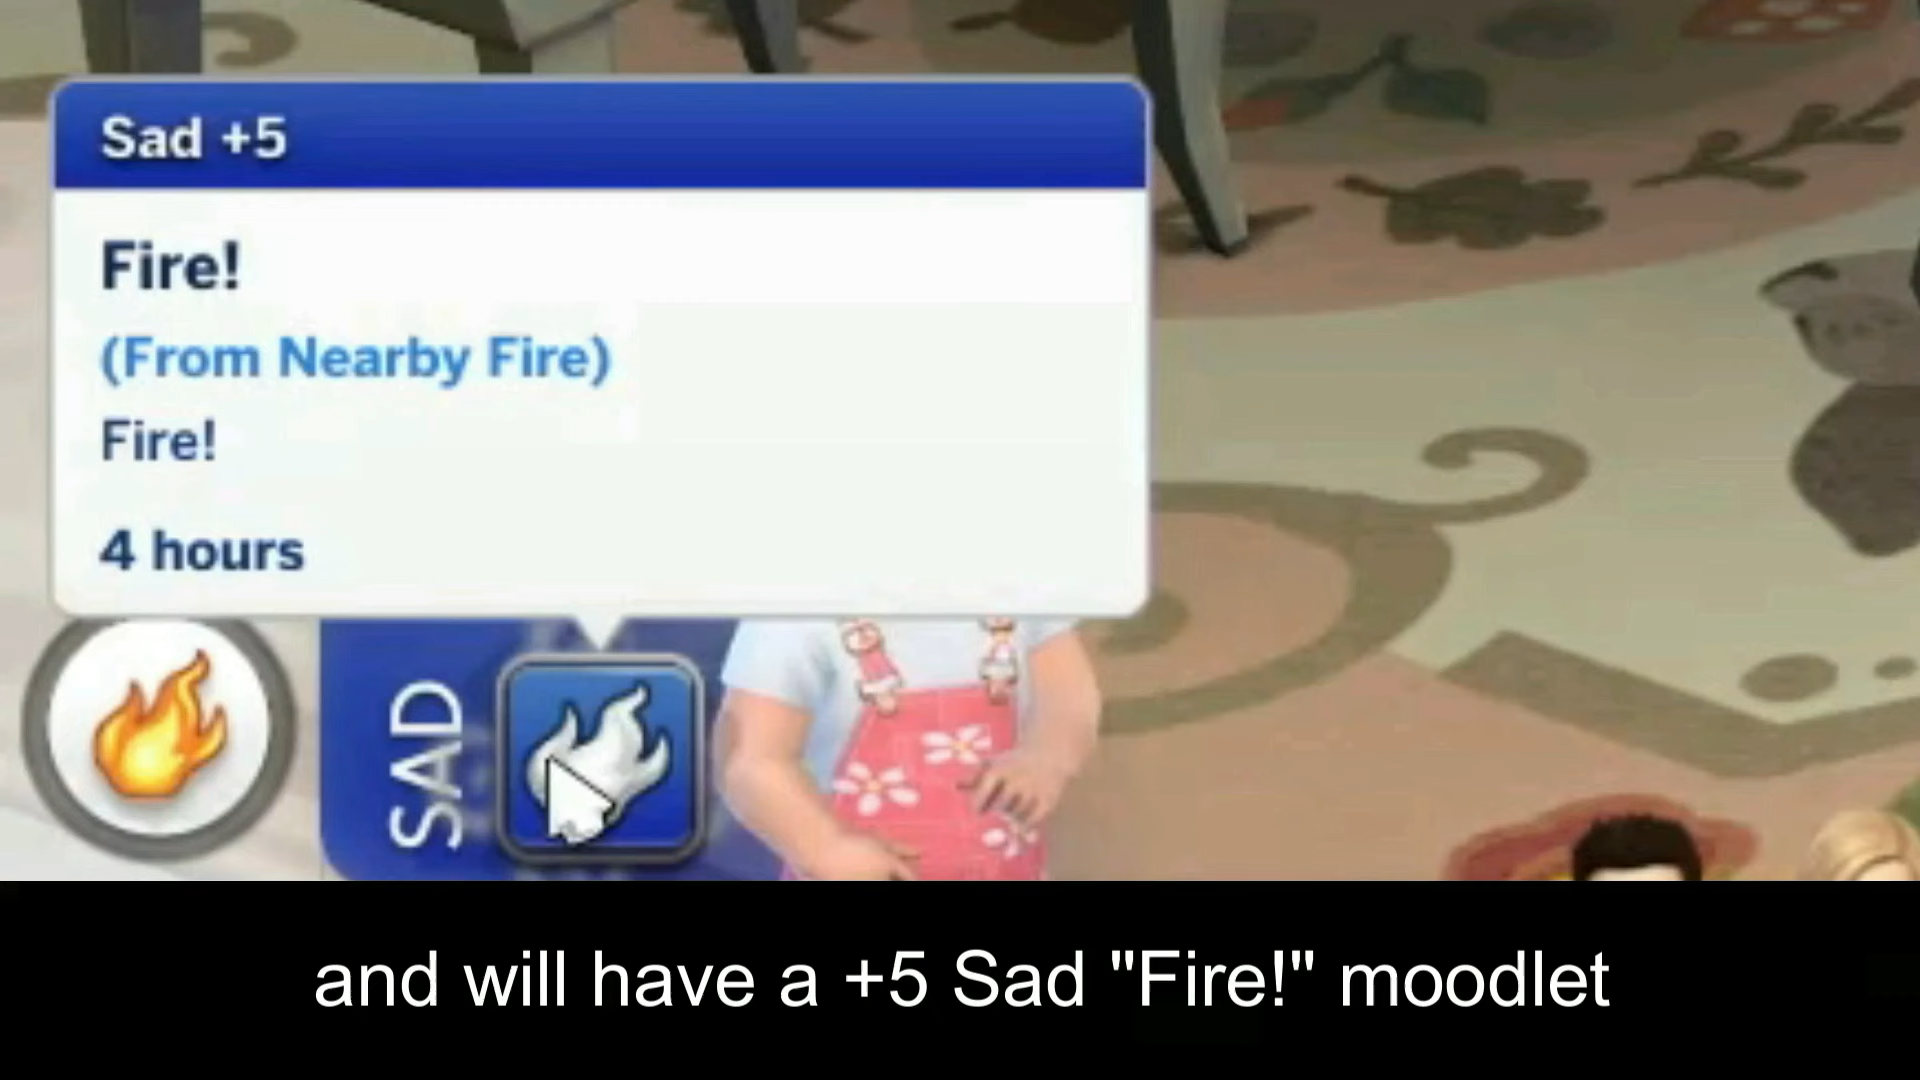 Sad +5
Fire!
(From Nearby Fire)
Fire!
4 hours
SAD
and will have a +5 Sad "Fire!" moodlet